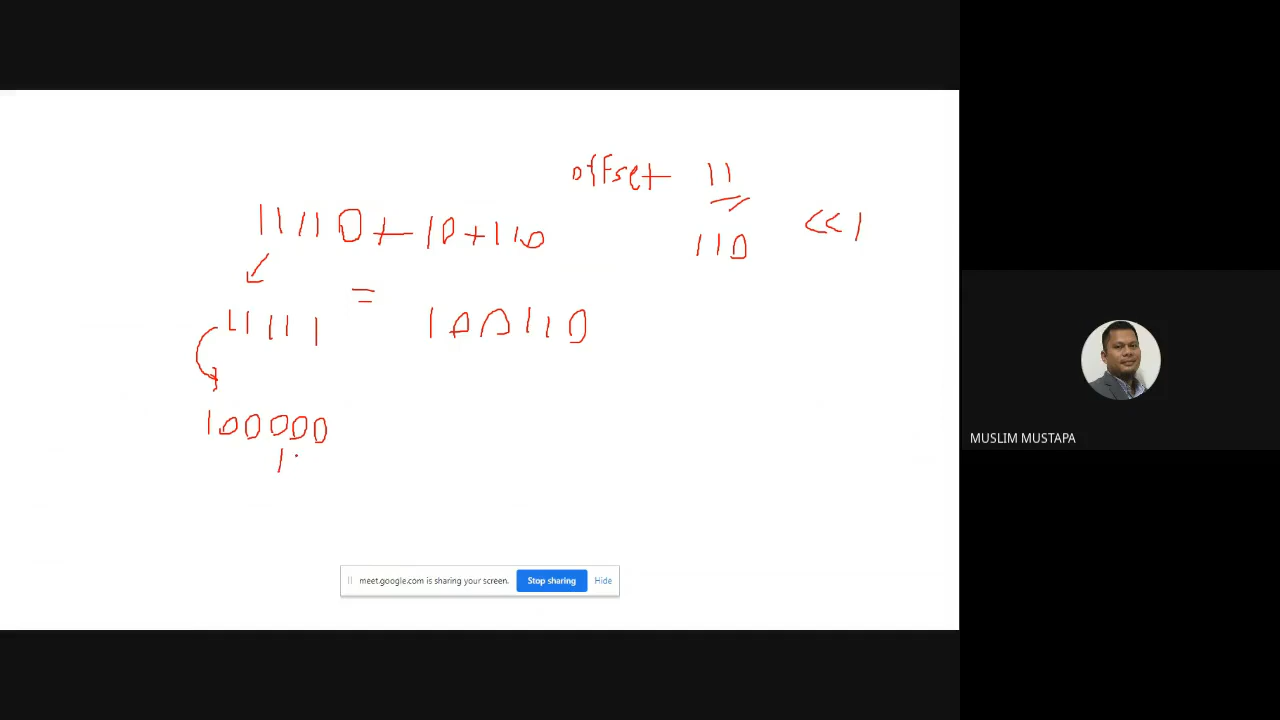 offset 11
11110 + 10 + 110
110 << 1
= 100110
11111
100000
1
meet.google.com is sharing your screen. Stop sharing Hide
MUSLIM MUSTAPA